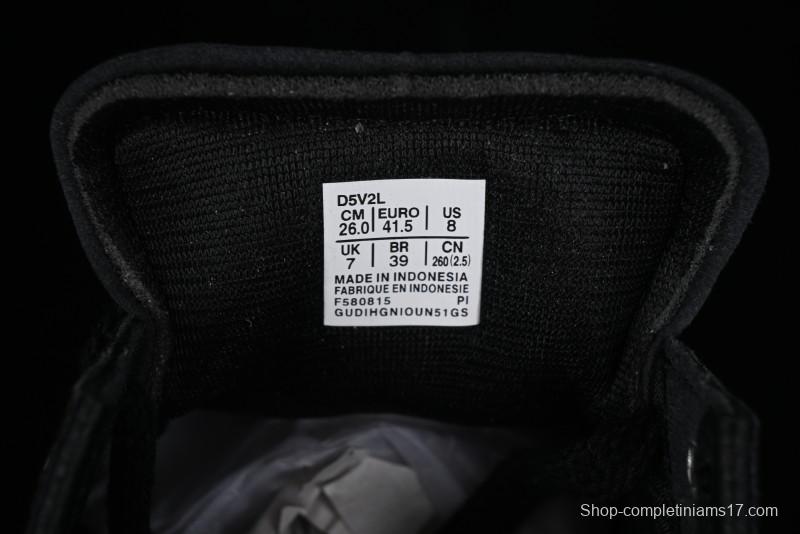 D5V2L
CM | EURO | US
26.0 | 41.5 | 8
UK | BR | CN
7 | 39 | 260(2.5)
MADE IN INDONESIA
FABRIQUE EN INDONESIE
F580815 PI
GUDIHGNIOUN51GS
Shop-completiniams17.com